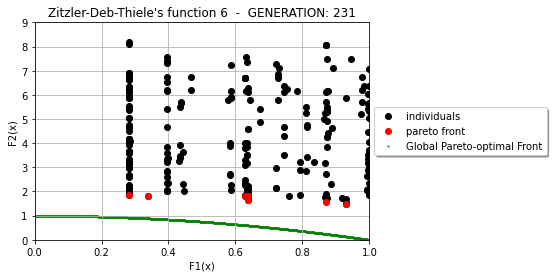 Zitzler-Deb-Thiele's function 6  -  GENERATION: 231
F2(x)
9
8
7
6
5
4
3
2
1
0
0.0 0.2 0.4 0.6 0.8 1.0
F1(x)
individuals
pareto front
Global Pareto-optimal Front